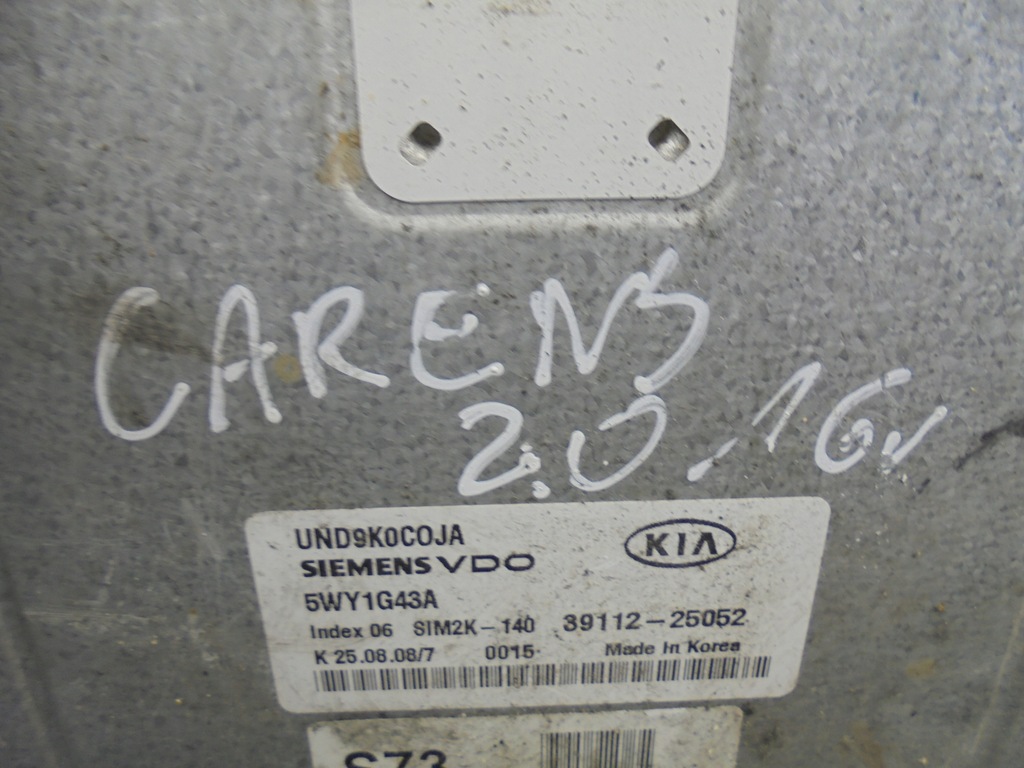 CARENS
2.0 - 16v
UND9K0C0JA
SIEMENS VDO
KIA
5WY1G43A
Index 06 SIM2K-140 39112-25052
K 25.08.08/7 0015 Made In Korea
S73